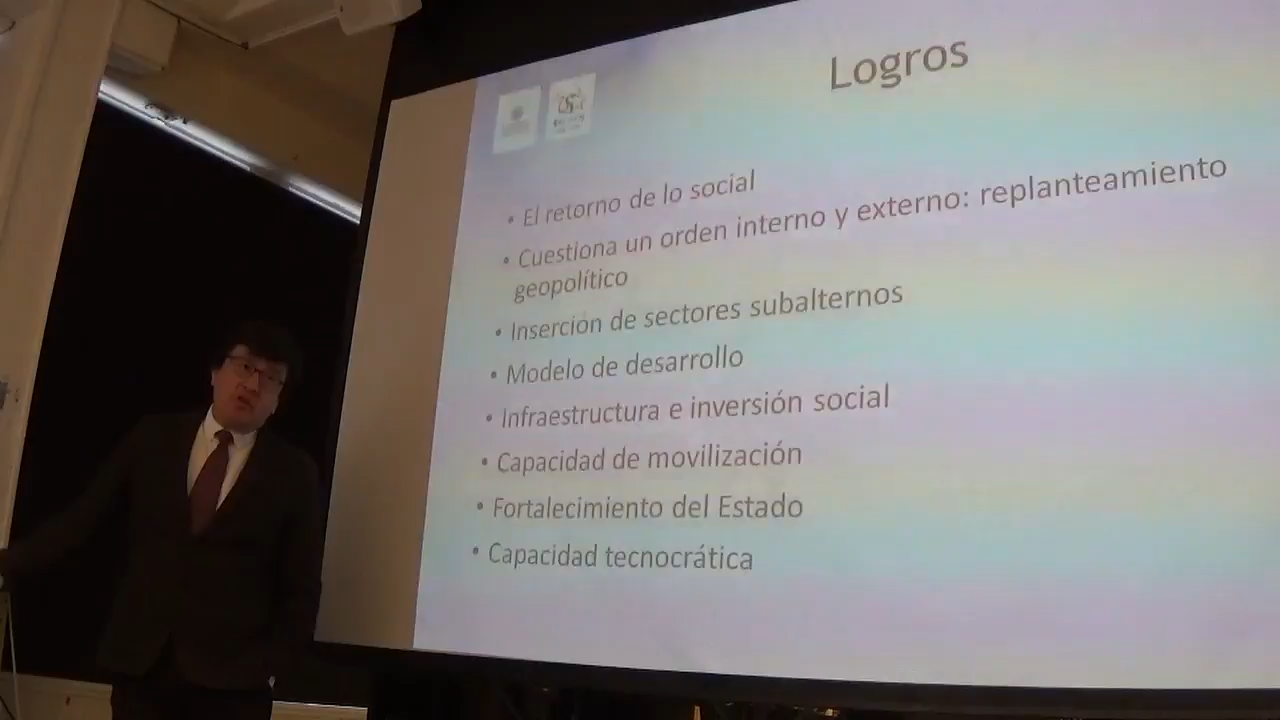 Logros
• El retorno de lo social
• Cuestiona un orden interno y externo: replanteamiento
geopolítico
• Inserción de sectores subalternos
• Modelo de desarrollo
• Infraestructura e inversión social
• Capacidad de movilización
• Fortalecimiento del Estado
• Capacidad tecnocrática